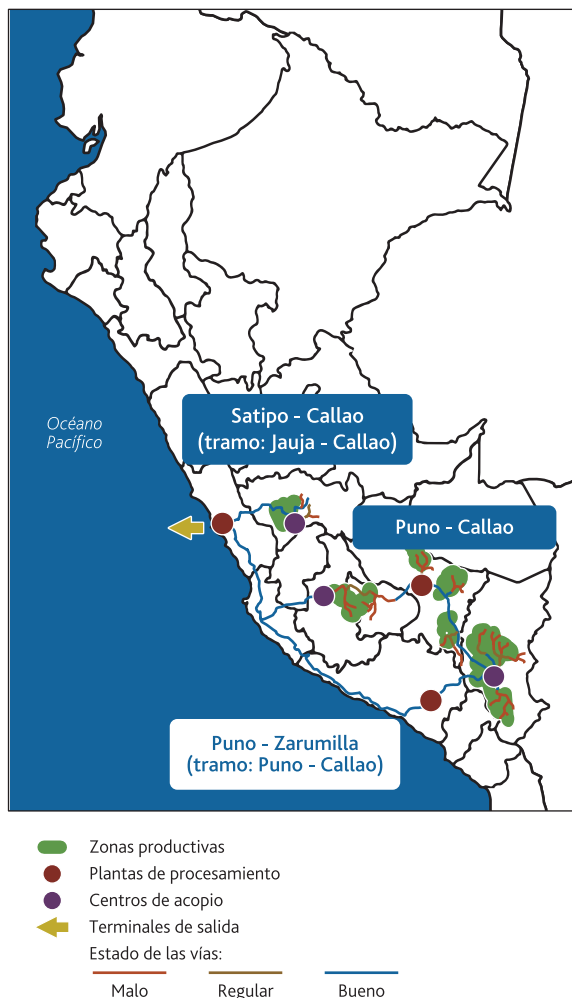 Océano
Pacífico
Satipo - Callao
(tramo: Jauja - Callao)
Puno - Callao
Puno - Zarumilla
(tramo: Puno - Callao)
Zonas productivas
Plantas de procesamiento
Centros de acopio
Terminales de salida
Estado de las vías:
Malo Regular Bueno